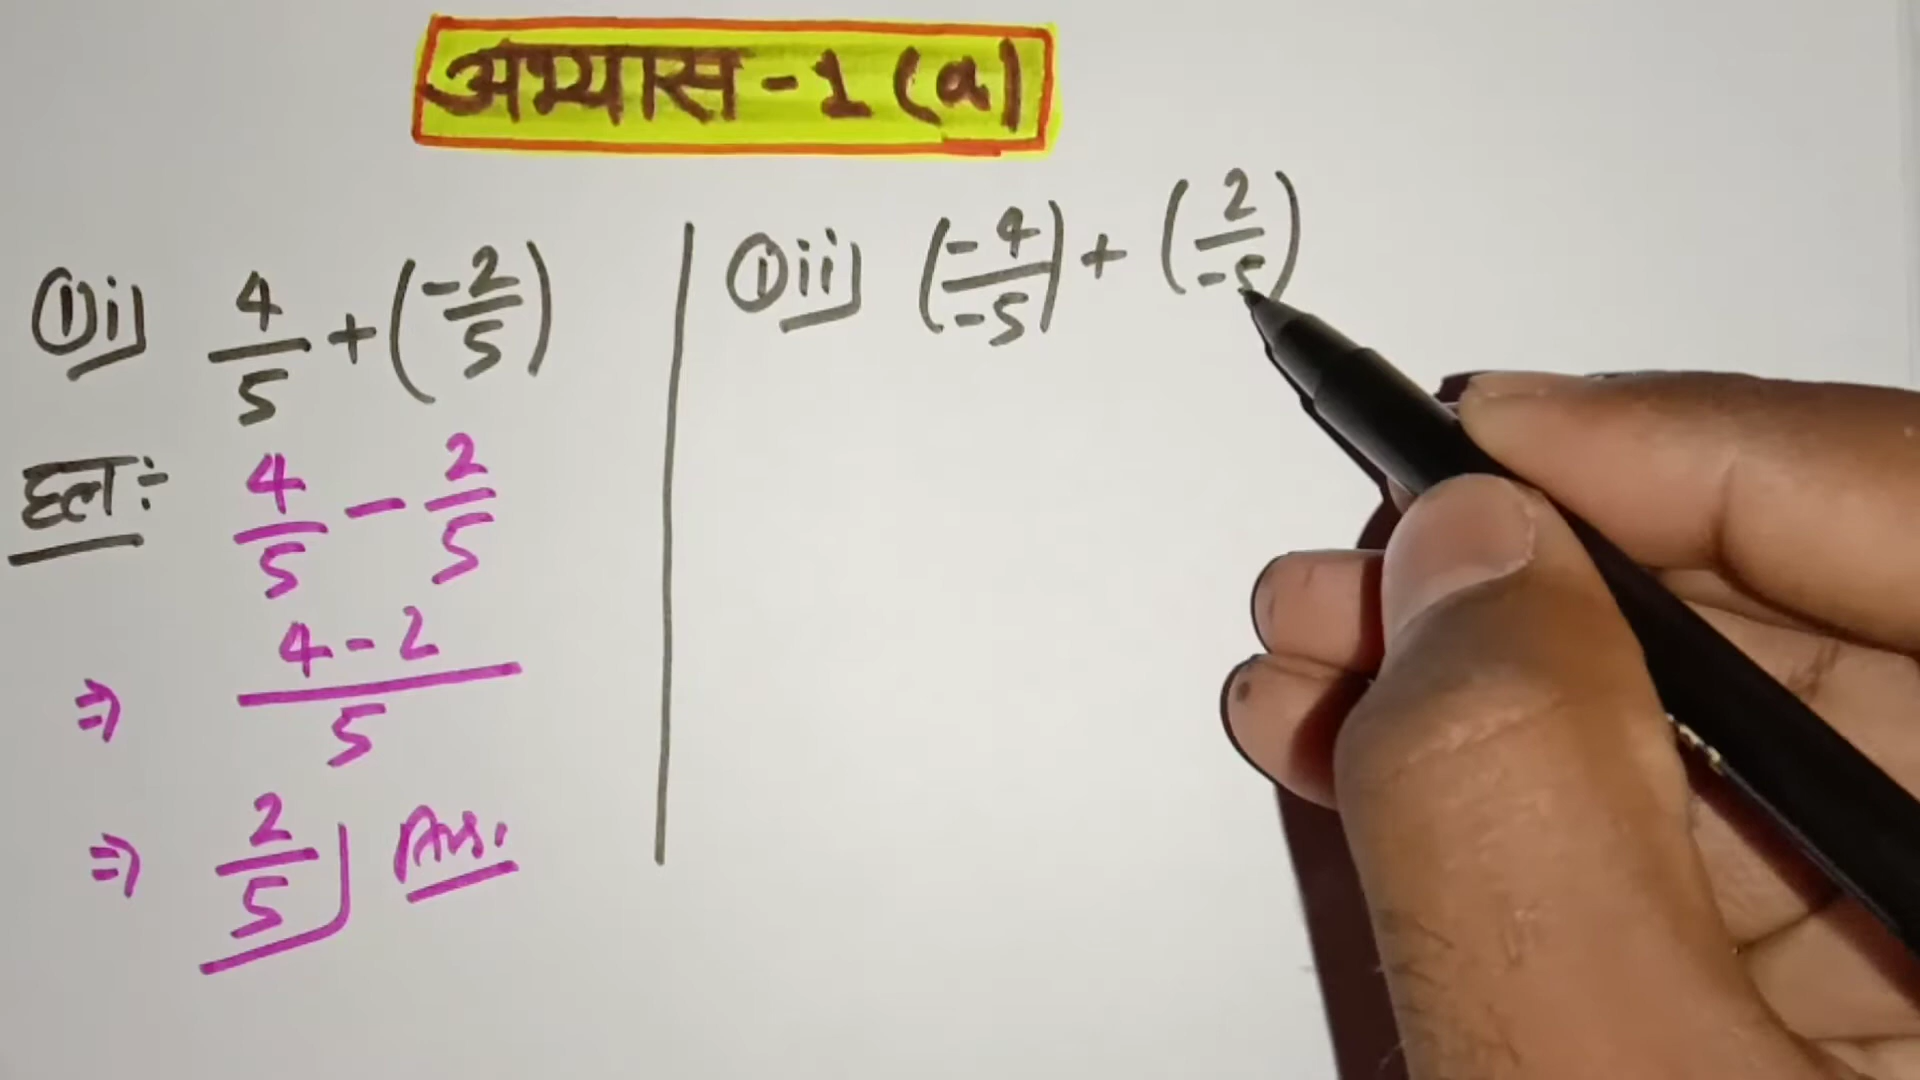 अभ्यास - 1 (a)
① i) 4/5 + (-2/5)
हल ÷ 4/5 - 2/5
⇒ 4 - 2 / 5
⇒ 2/5 Ans.
① ii) (-4/-5) + (2/-5)